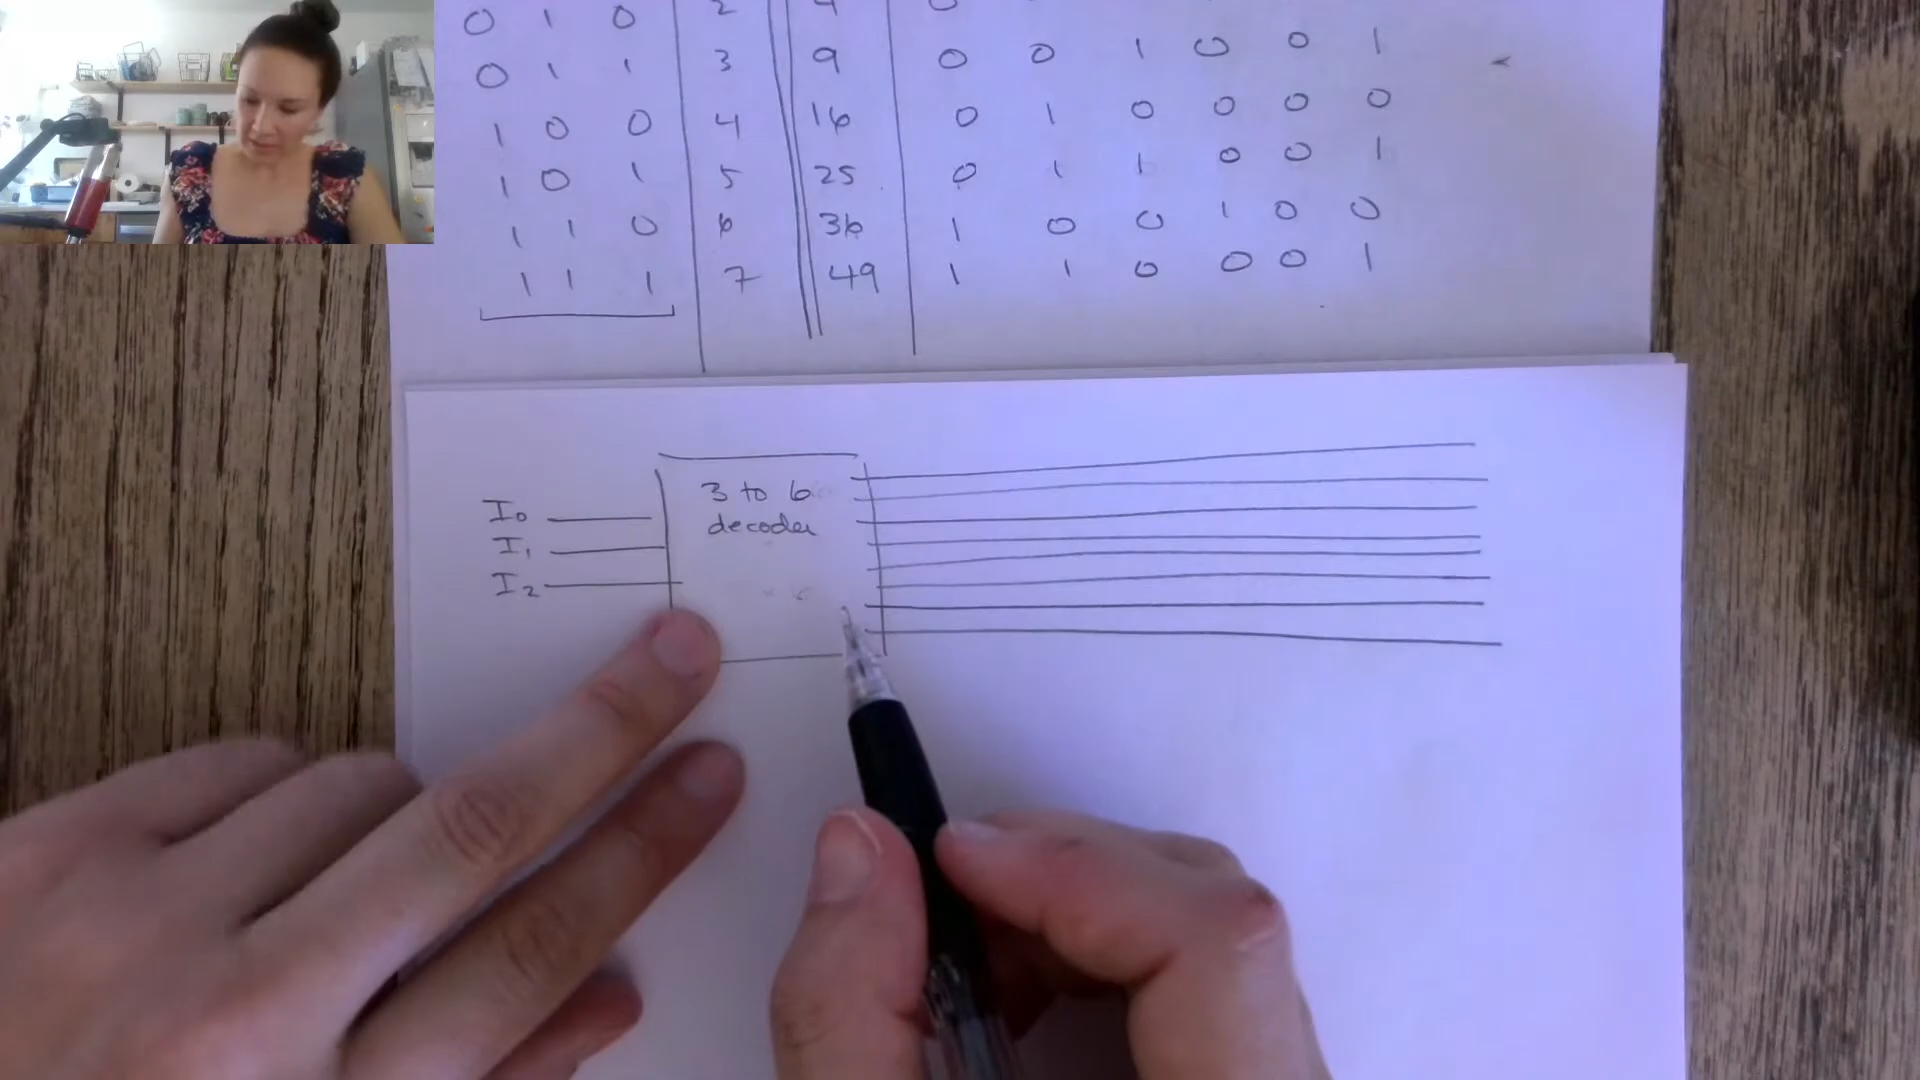 0 1 0 2 4 0
0 1 1 3 9 0 0 1 0 0 1
1 0 0 4 16 0 1 0 0 0 0
1 0 1 5 25 0 1 1 0 0 1
1 1 0 6 36 1 0 0 1 0 0
1 1 1 7 49 1 1 0 0 0 1
3 to 6
decoder
I0
I1
I2